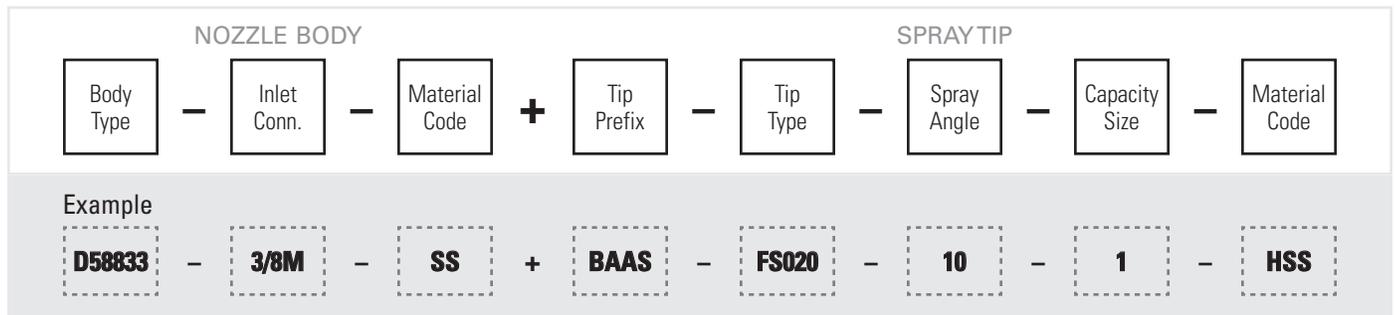 NOZZLE BODY SPRAY TIP
Body Type – Inlet Conn. – Material Code + Tip Prefix – Tip Type – Spray Angle – Capacity Size – Material Code
Example
D58833 – 3/8M – SS + BAAS – FS020 – 10 – 1 – HSS